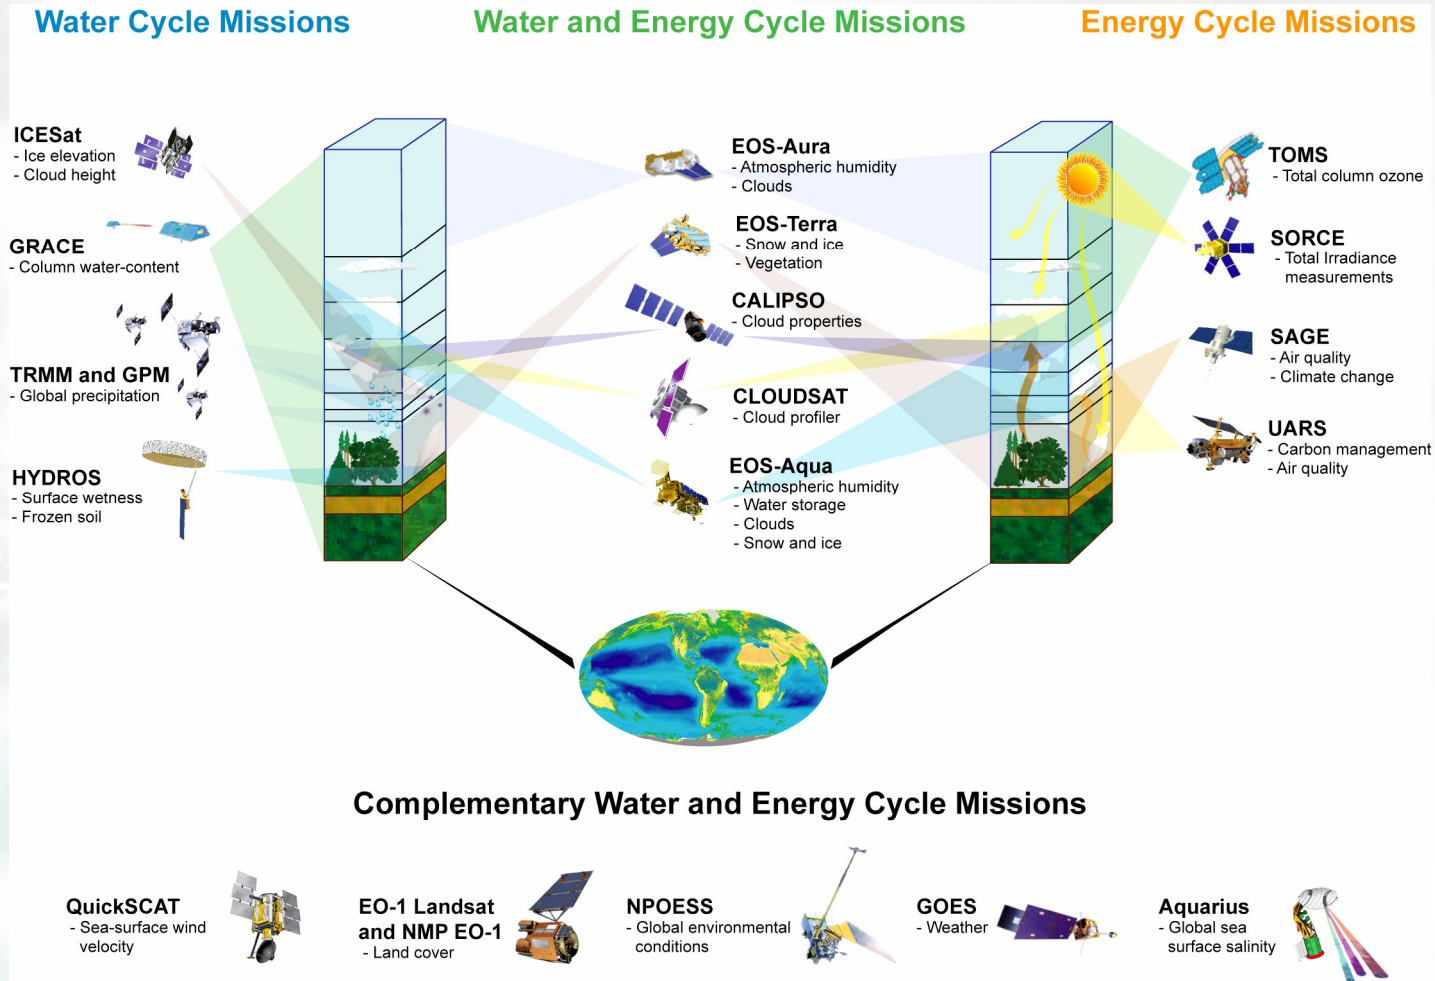 Water Cycle Missions
Water and Energy Cycle Missions
Energy Cycle Missions
ICESat
- Ice elevation
- Cloud height
GRACE
- Column water-content
TRMM and GPM
- Global precipitation
HYDROS
- Surface wetness
- Frozen soil
EOS-Aura
- Atmospheric humidity
- Clouds
EOS-Terra
- Snow and ice
- Vegetation
CALIPSO
- Cloud properties
CLOUDSAT
- Cloud profiler
EOS-Aqua
- Atmospheric humidity
- Water storage
- Clouds
- Snow and ice
TOMS
- Total column ozone
SORCE
- Total Irradiance
measurements
SAGE
- Air quality
- Climate change
UARS
- Carbon management
- Air quality
Complementary Water and Energy Cycle Missions
QuickSCAT
- Sea-surface wind
velocity
EO-1 Landsat
and NMP EO-1
- Land cover
NPOESS
- Global environmental
conditions
GOES
- Weather
Aquarius
- Global sea
surface salinity